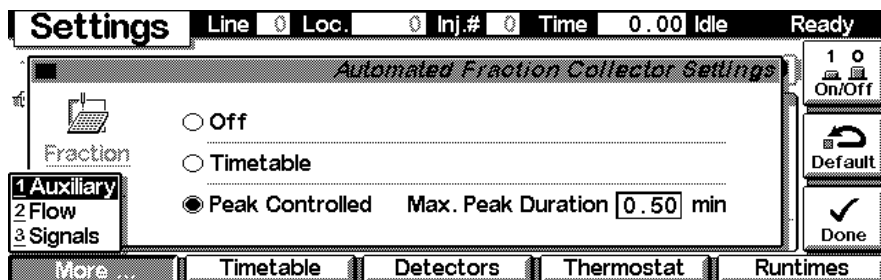 Settings Line 0 Loc. 0 Inj.# 0 Time 0.00 Idle Ready
Automated Fraction Collector Settings
1 0
On/Off
Off
Fraction
Timetable
Default
1 Auxiliary
2 Flow
3 Signals
Peak Controlled Max. Peak Duration 0.50 min
Done
More ... Timetable Detectors Thermostat Runtimes